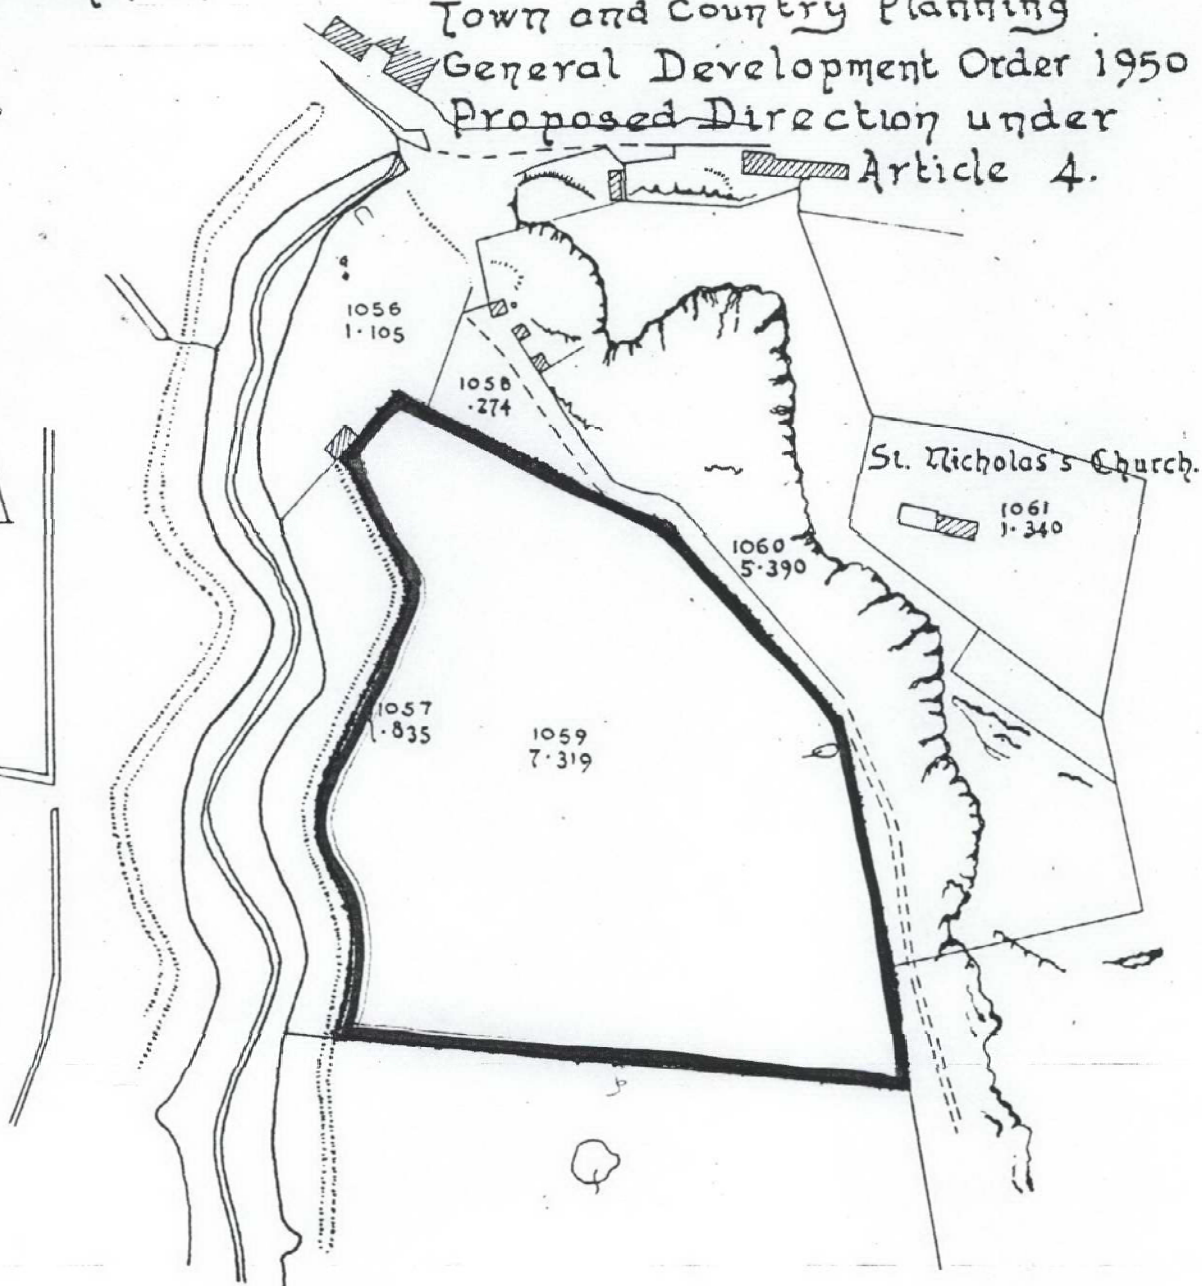 Town and Country Planning
General Development Order 1950
Proposed Direction under
Article 4.
1056
1·105
1058
·274
St. Nicholas's Church.
1061
1·340
1060
5·390
1057
1·835
1059
7·319